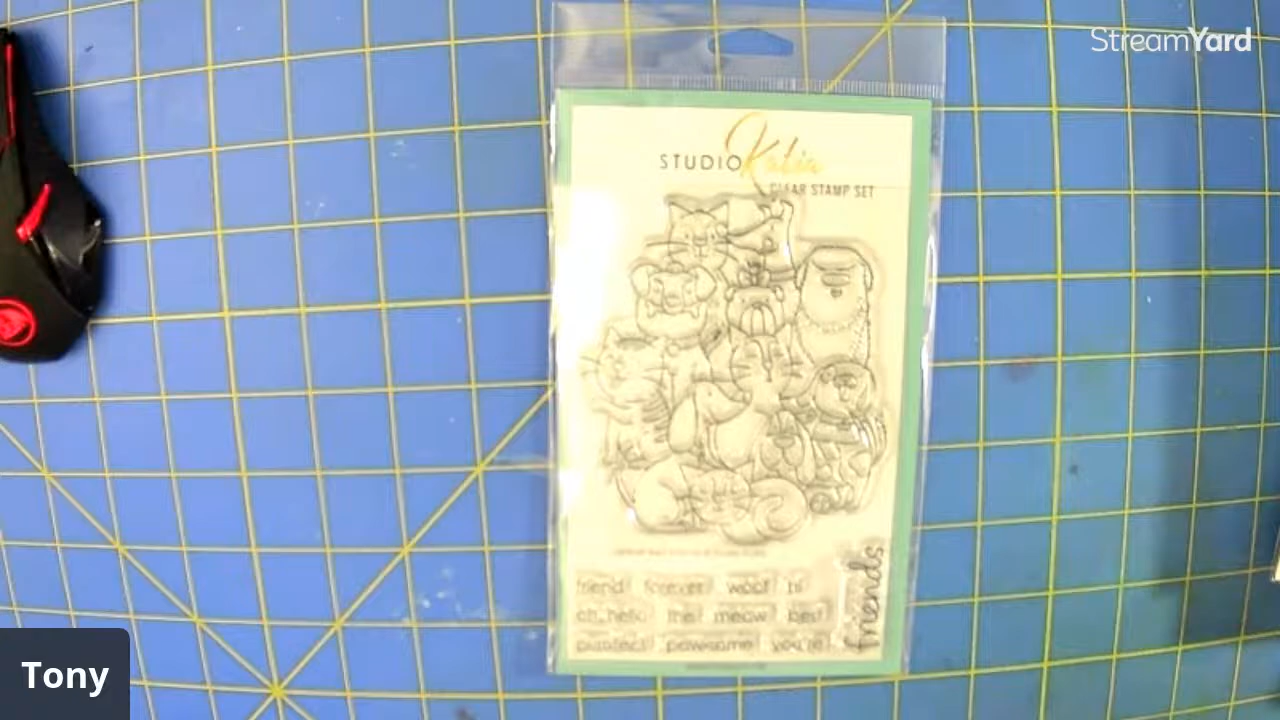 StreamYard
STUDIO Katia
CLEAR STAMP SET
friend forever woof is
oh, hello the meow best
purrfect pawsome you're
friends
Tony